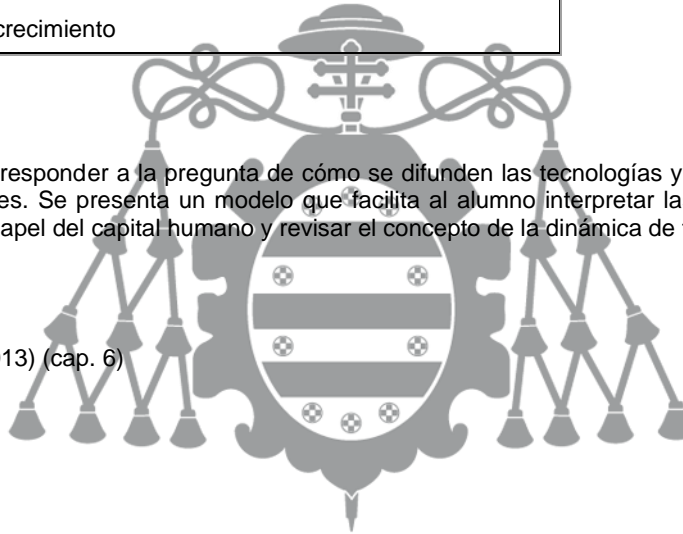 crecimiento
responder a la pregunta de cómo se difunden las tecnologías y
es. Se presenta un modelo que facilita al alumno interpretar la
apel del capital humano y revisar el concepto de la dinámica de
13) (cap. 6)